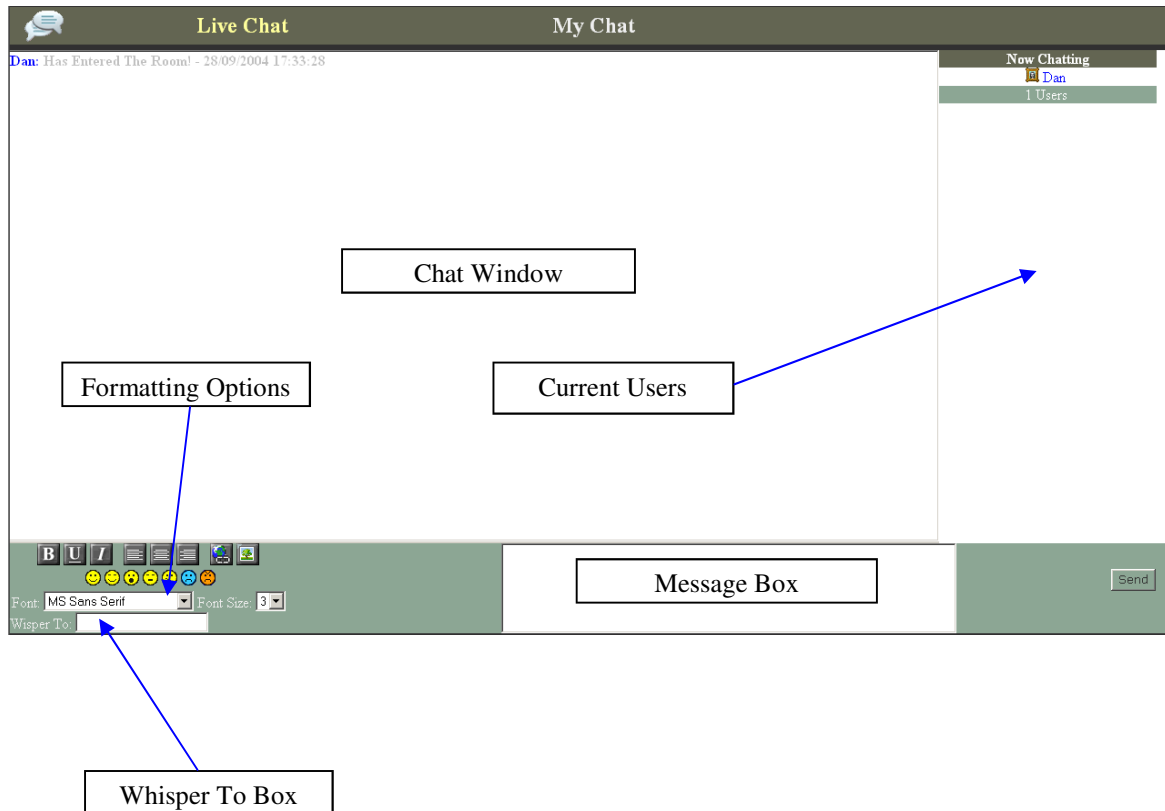 Live Chat
My Chat
Dan: Has Entered The Room! - 28/09/2004 17:33:28
Now Chatting
Dan
1 Users
Chat Window
Formatting Options
Current Users
B U I
Message Box
Send
Font: MS Sans Serif Font Size: 3
Wisper To:
Whisper To Box